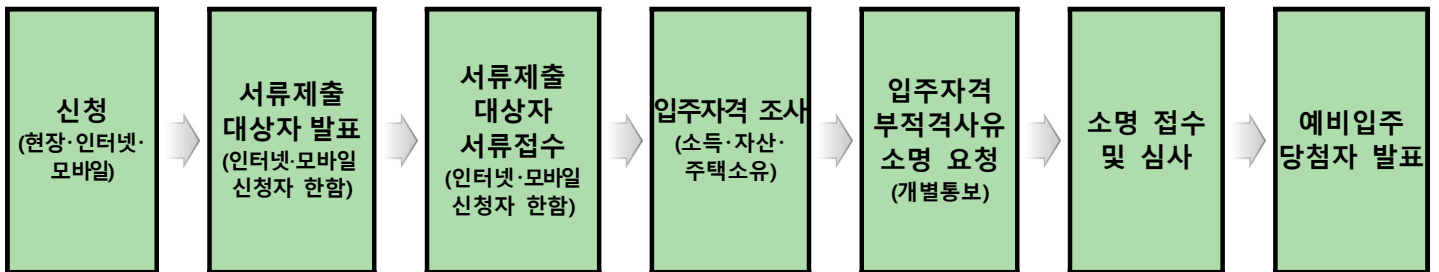 신청
(현장·인터넷·
모바일)
서류제출
대상자 발표
(인터넷·모바일
신청자 한함)
서류제출
대상자
서류접수
(인터넷·모바일
신청자 한함)
입주자격 조사
(소득·자산·
주택소유)
입주자격
부적격사유
소명 요청
(개별통보)
소명 접수
및 심사
예비입주
당첨자 발표